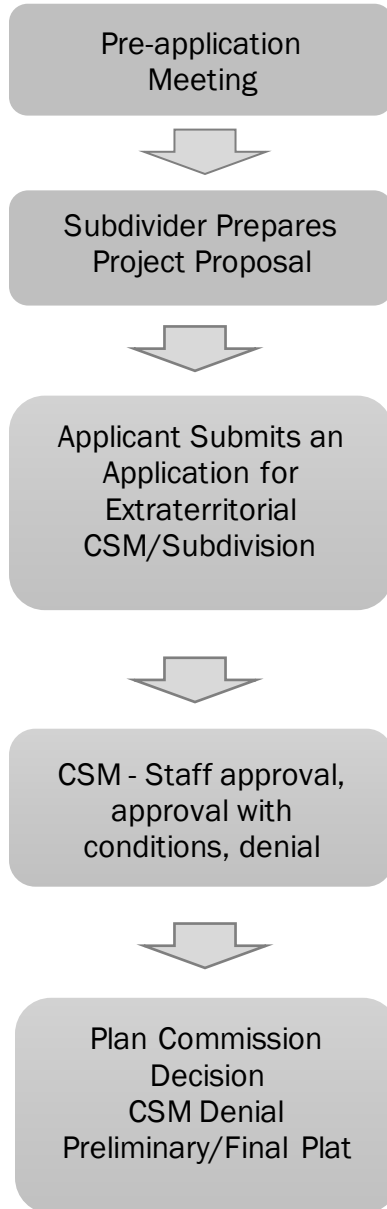 Pre-application
Meeting
Subdivider Prepares
Project Proposal
Applicant Submits an
Application for
Extraterritorial
CSM/Subdivision
CSM - Staff approval,
approval with
conditions, denial
Plan Commission
Decision
CSM Denial
Preliminary/Final Plat